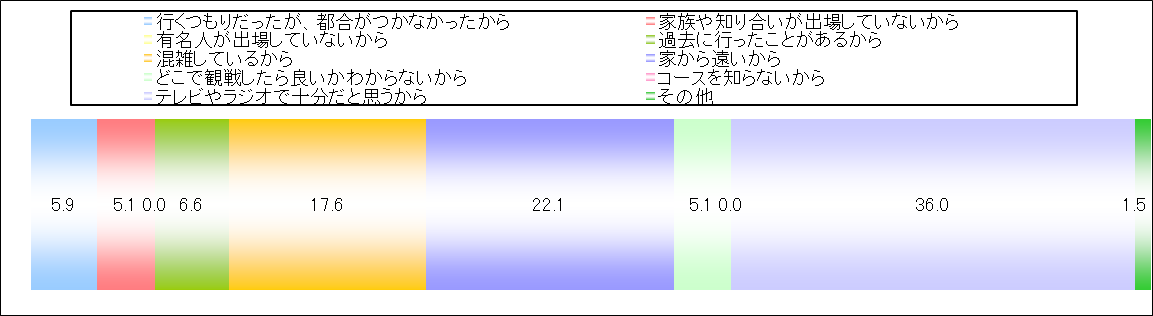 行くつもりだったが、都合がつかなかったから 家族や知り合いが出場していないから
有名人が出場していないから 過去に行ったことがあるから
混雑しているから 家から遠いから
どこで観戦したら良いかわからないから コースを知らないから
テレビやラジオで十分だと思うから その他
5.9 5.1 0.0 6.6 17.6 22.1 5.1 0.0 36.0 1.5